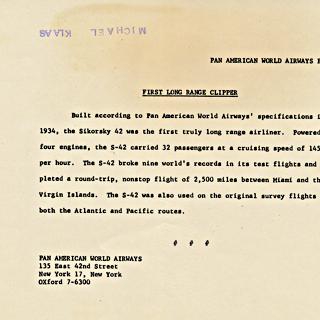 MICHAEL KLAAS
PAN AMERICAN WORLD AIRWAYS
FIRST LONG RANGE CLIPPER
Built according to Pan American World Airways' specifications
1934, the Sikorsky 42 was the first truly long range airliner. Powered
four engines, the S-42 carried 32 passengers at a cruising speed of 145
per hour. The S-42 broke nine world's records in its test flights and
pleted a round-trip, nonstop flight of 2,500 miles between Miami and th
Virgin Islands. The S-42 was also used on the original survey flights
both the Atlantic and Pacific routes.
# # #
PAN AMERICAN WORLD AIRWAYS
135 East 42nd Street
New York 17, New York
OXford 7-6300